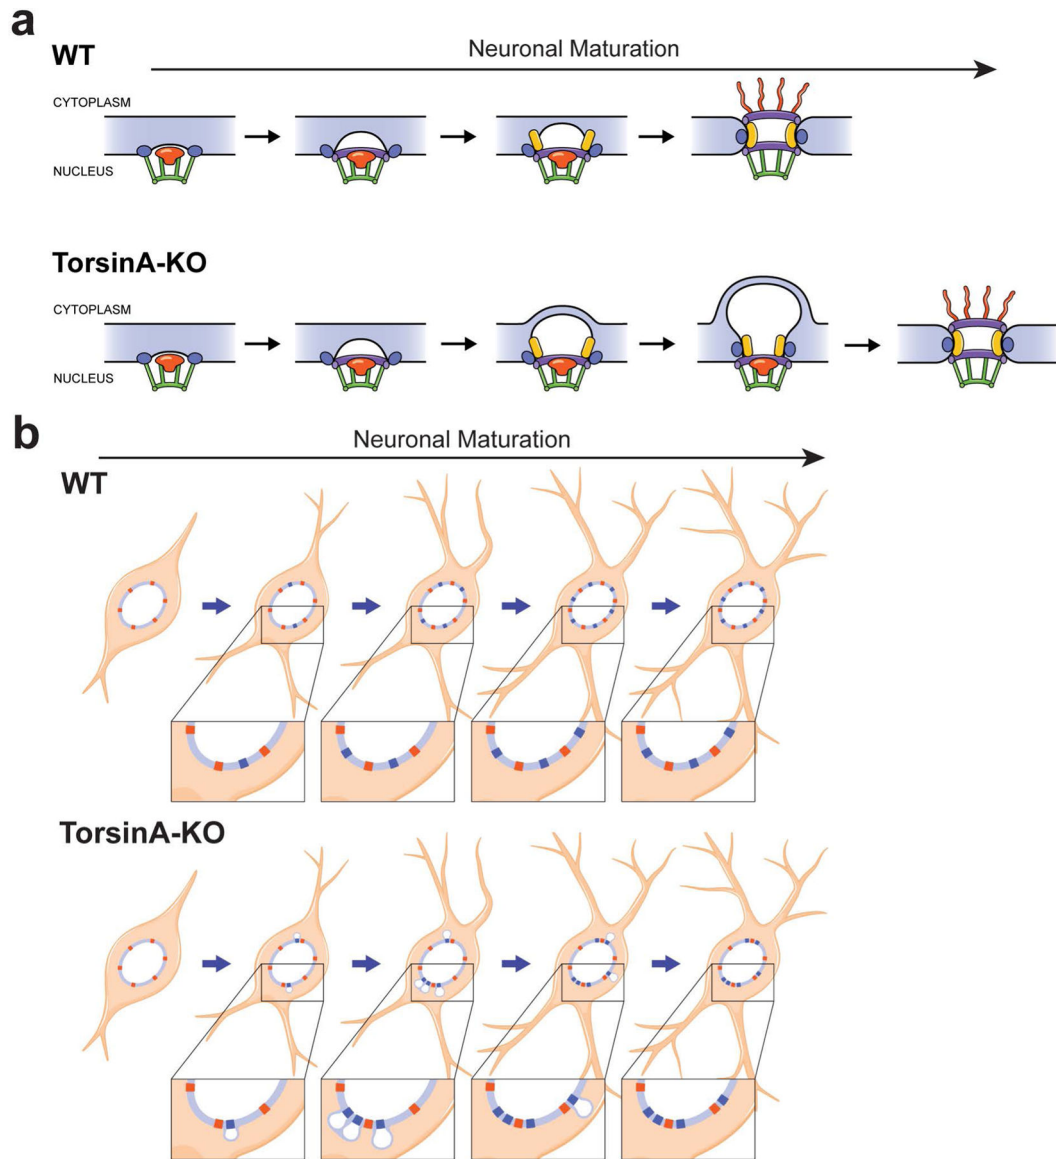 a
WT
Neuronal Maturation
CYTOPLASM
NUCLEUS
TorsinA-KO
CYTOPLASM
NUCLEUS
b
Neuronal Maturation
WT
TorsinA-KO